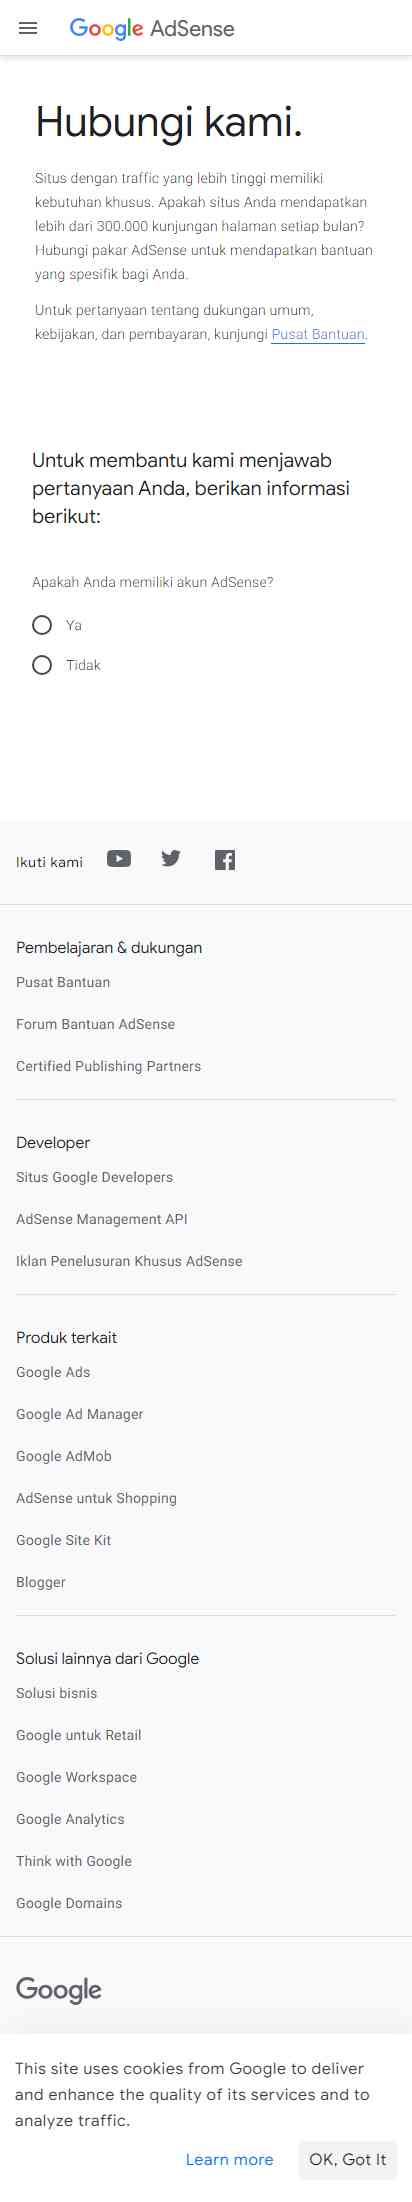 Google AdSense
Hubungi kami.
Situs dengan traffic yang lebih tinggi memiliki
kebutuhan khusus. Apakah situs Anda mendapatkan
lebih dari 300.000 kunjungan halaman setiap bulan?
Hubungi pakar AdSense untuk mendapatkan bantuan
yang spesifik bagi Anda.
Untuk pertanyaan tentang dukungan umum,
kebijakan, dan pembayaran, kunjungi Pusat Bantuan.
Untuk membantu kami menjawab
pertanyaan Anda, berikan informasi
berikut:
Apakah Anda memiliki akun AdSense?
Ya
Tidak
Ikuti kami
Pembelajaran & dukungan
Pusat Bantuan
Forum Bantuan AdSense
Certified Publishing Partners
Developer
Situs Google Developers
AdSense Management API
Iklan Penelusuran Khusus AdSense
Produk terkait
Google Ads
Google Ad Manager
Google AdMob
AdSense untuk Shopping
Google Site Kit
Blogger
Solusi lainnya dari Google
Solusi bisnis
Google untuk Retail
Google Workspace
Google Analytics
Think with Google
Google Domains
Google
This site uses cookies from Google to deliver
and enhance the quality of its services and to
analyze traffic.
Learn more OK, Got It